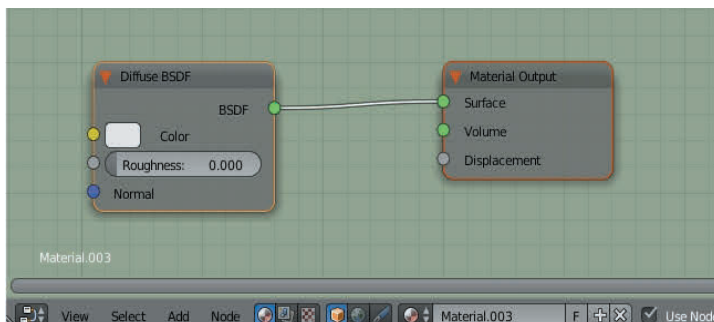 Diffuse BSDF
BSDF
Color
Roughness: 0.000
Normal
Material Output
Surface
Volume
Displacement
Material.003
View Select Add Node Material.003 F Use Node